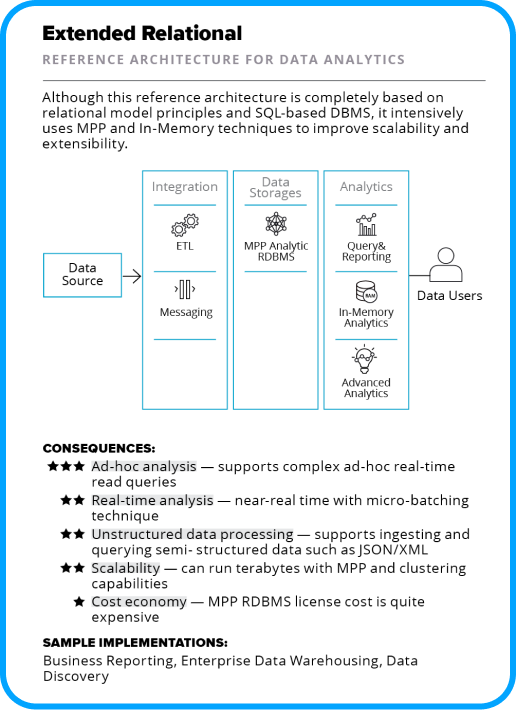 Extended Relational
REFERENCE ARCHITECTURE FOR DATA ANALYTICS
Although this reference architecture is completely based on
relational model principles and SQL-based DBMS, it intensively
uses MPP and In-Memory techniques to improve scalability and
extensibility.
Integration
ETL
Messaging
Data
Storages
MPP Analytic
RDBMS
Analytics
Query&
Reporting
RAM
In-Memory
Analytics
Advanced
Analytics
Data
Source
Data Users
CONSEQUENCES:
★★★ Ad-hoc analysis — supports complex ad-hoc real-time
read queries
★★ Real-time analysis — near-real time with micro-batching
technique
★★ Unstructured data processing — supports ingesting and
querying semi- structured data such as JSON/XML
★★ Scalability — can run terabytes with MPP and clustering
capabilities
★ Cost economy — MPP RDBMS license cost is quite
expensive
SAMPLE IMPLEMENTATIONS:
Business Reporting, Enterprise Data Warehousing, Data
Discovery